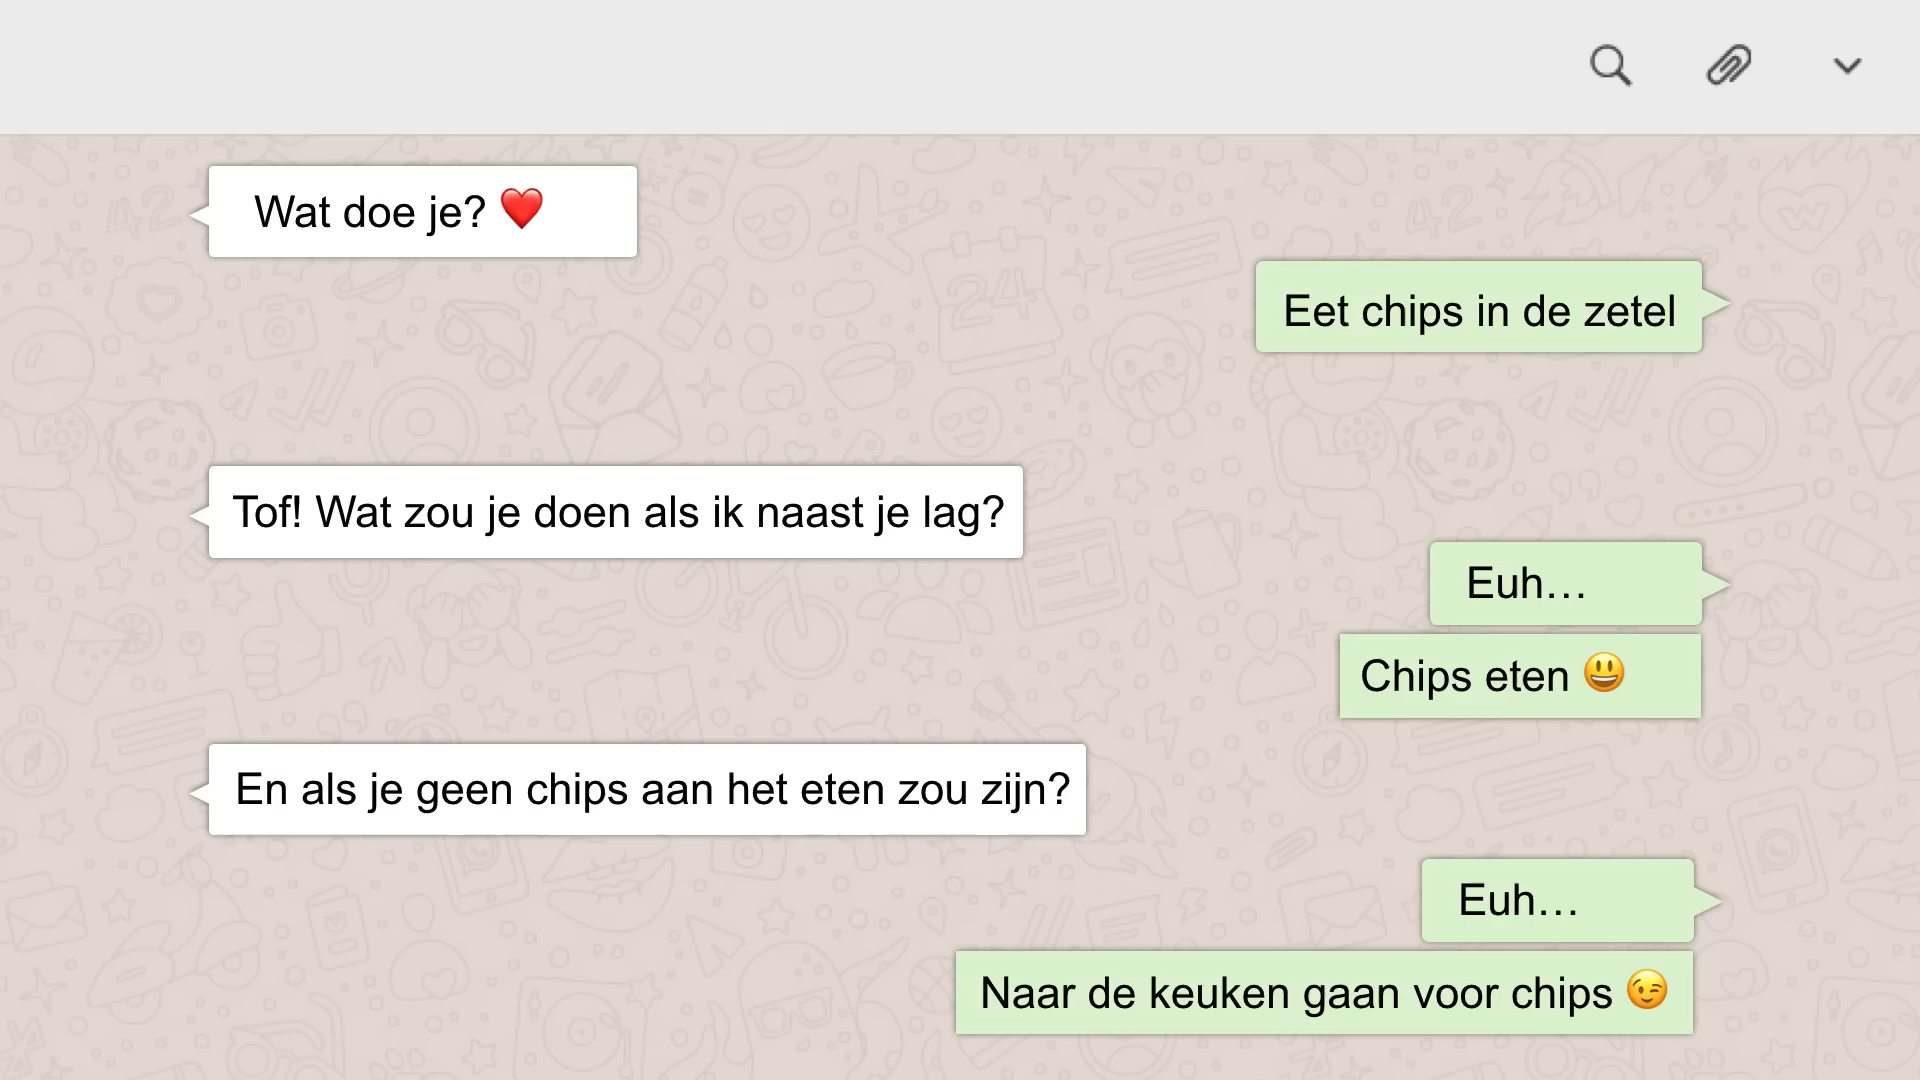 Wat doe je? ❤️
Eet chips in de zetel
Tof! Wat zou je doen als ik naast je lag?
Euh…
Chips eten 😃
En als je geen chips aan het eten zou zijn?
Euh…
Naar de keuken gaan voor chips 😉